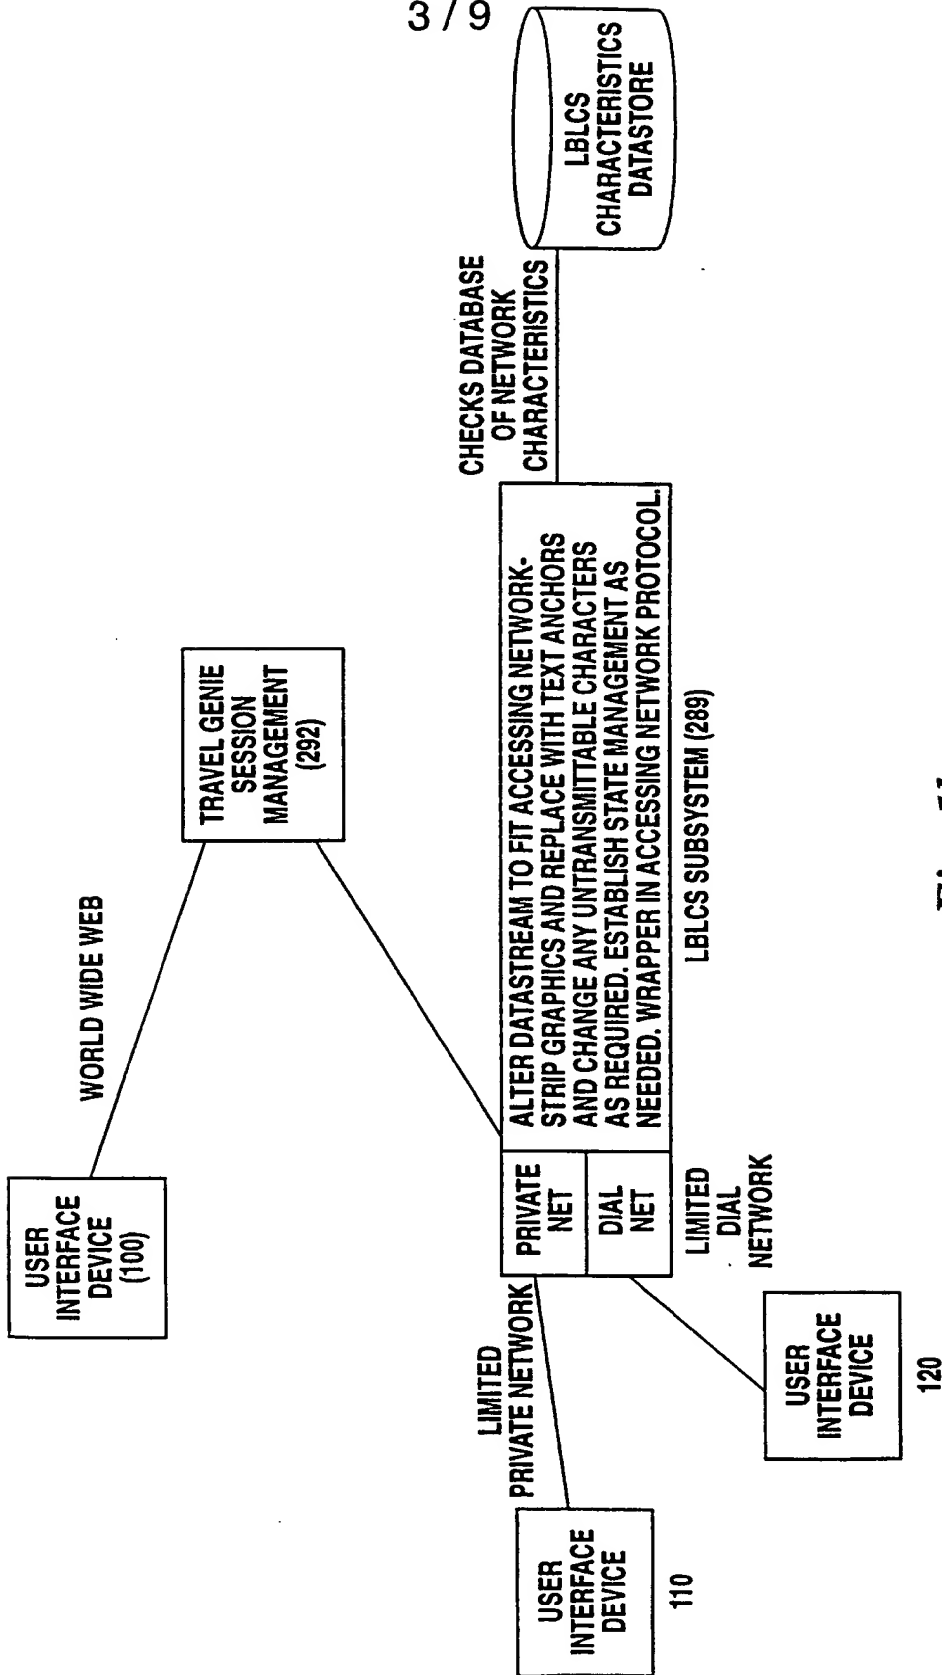 3 / 9
USER
INTERFACE
DEVICE
(100)
WORLD WIDE WEB
TRAVEL GENIE
SESSION
MANAGEMENT
(292)
LIMITED
PRIVATE NETWORK
USER
INTERFACE
DEVICE
110
PRIVATE
NET
DIAL
NET
LIMITED
DIAL
NETWORK
USER
INTERFACE
DEVICE
120
ALTER DATASTREAM TO FIT ACCESSING NETWORK-
STRIP GRAPHICS AND REPLACE WITH TEXT ANCHORS
AND CHANGE ANY UNTRANSMITTABLE CHARACTERS
AS REQUIRED. ESTABLISH STATE MANAGEMENT AS
NEEDED. WRAPPER IN ACCESSING NETWORK PROTOCOL.
LBLCS SUBSYSTEM (289)
CHECKS DATABASE
OF NETWORK
CHARACTERISTICS
LBLCS
CHARACTERISTICS
DATASTORE